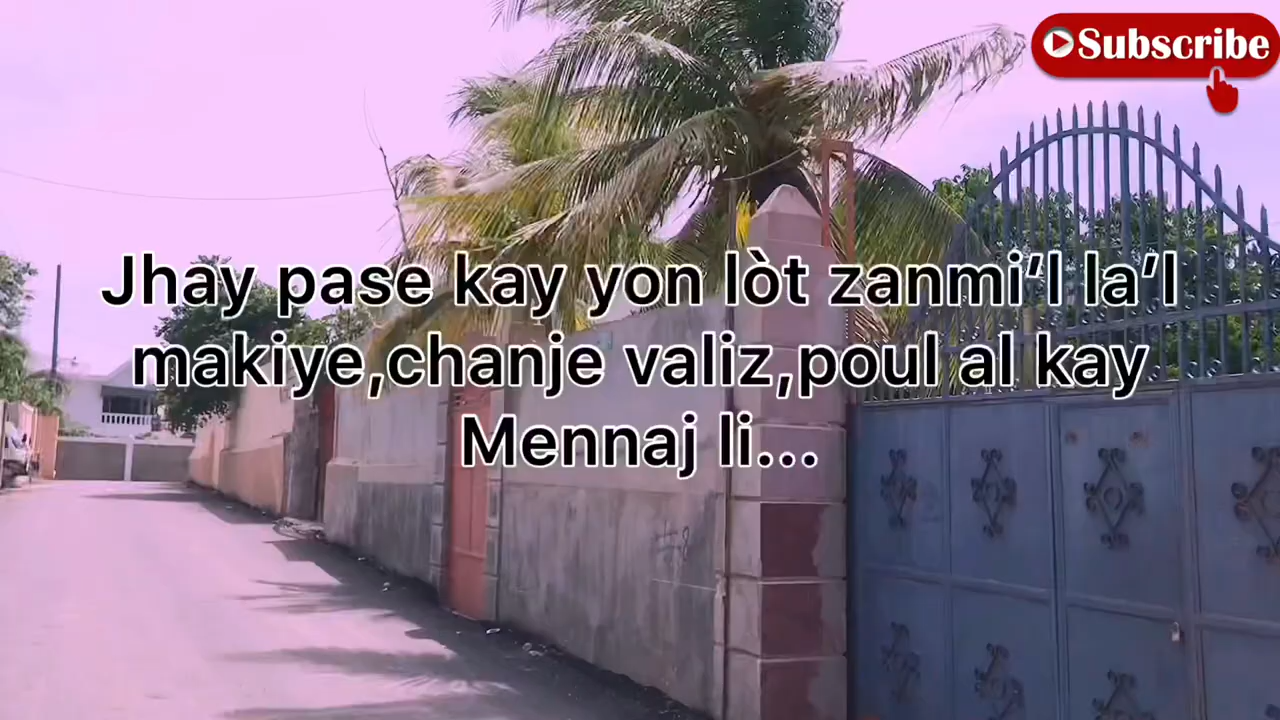 Subscribe
Jhay pase kay yon lòt zanmi’l la’l
makiye,chanje valiz,poul al kay
Mennaj li...